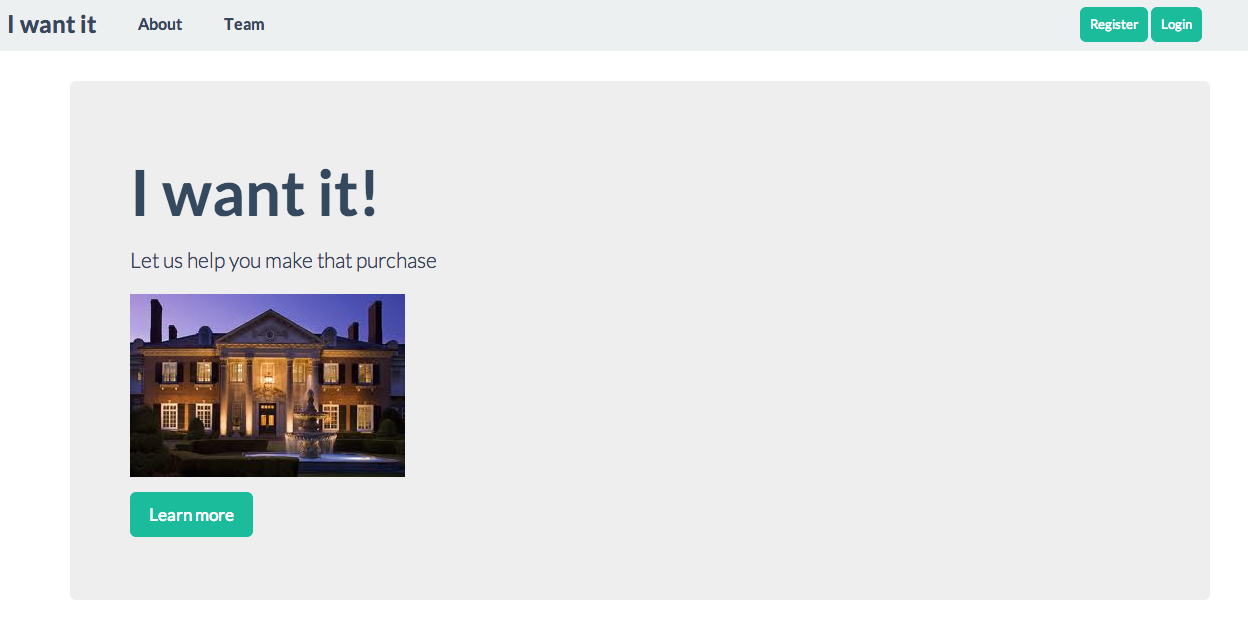 I want it About Team Register Login
I want it!
Let us help you make that purchase
Learn more